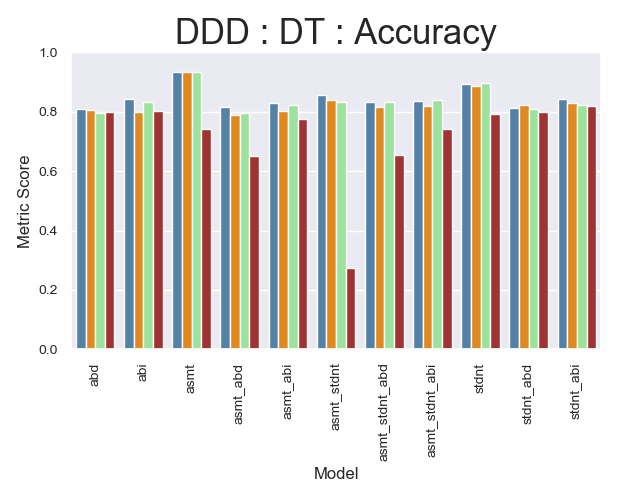 DDD : DT : Accuracy
1.0
0.8
0.6
0.4
0.2
0.0
Metric Score
abd
abi
asmt
asmt_abd
asmt_abi
asmt_stdnt
asmt_stdnt_abd
asmt_stdnt_abi
stdnt
stdnt_abd
stdnt_abi
Model